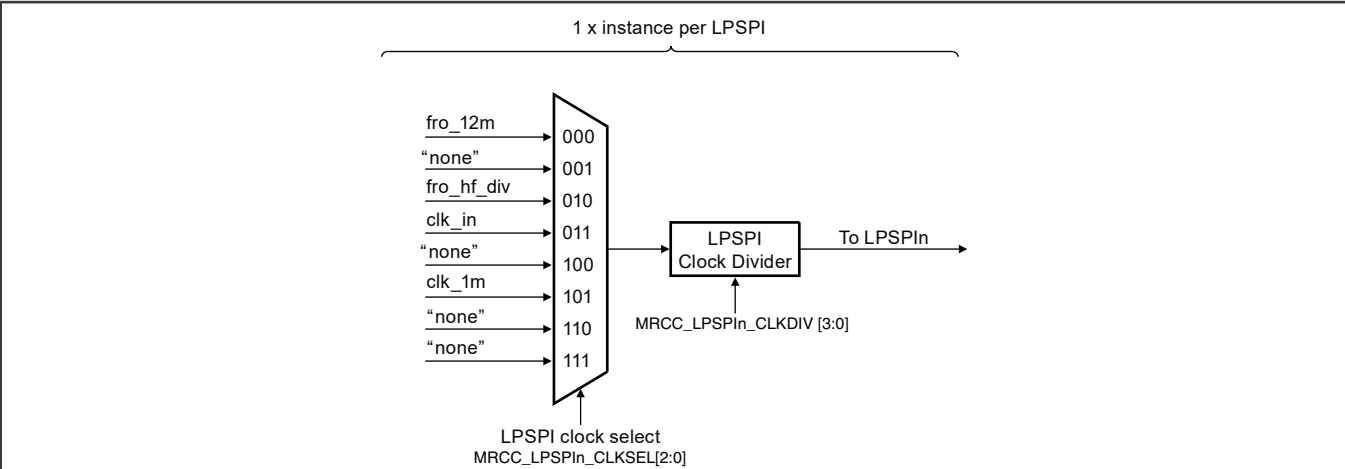 1 x instance per LPSPI
fro_12m
000
“none”
001
fro_hf_div
010
clk_in
011
“none”
100
clk_1m
101
“none”
110
“none”
111
LPSPI
Clock Divider
To LPSPIn
MRCC_LPSPIn_CLKDIV [3:0]
LPSPI clock select
MRCC_LPSPIn_CLKSEL[2:0]